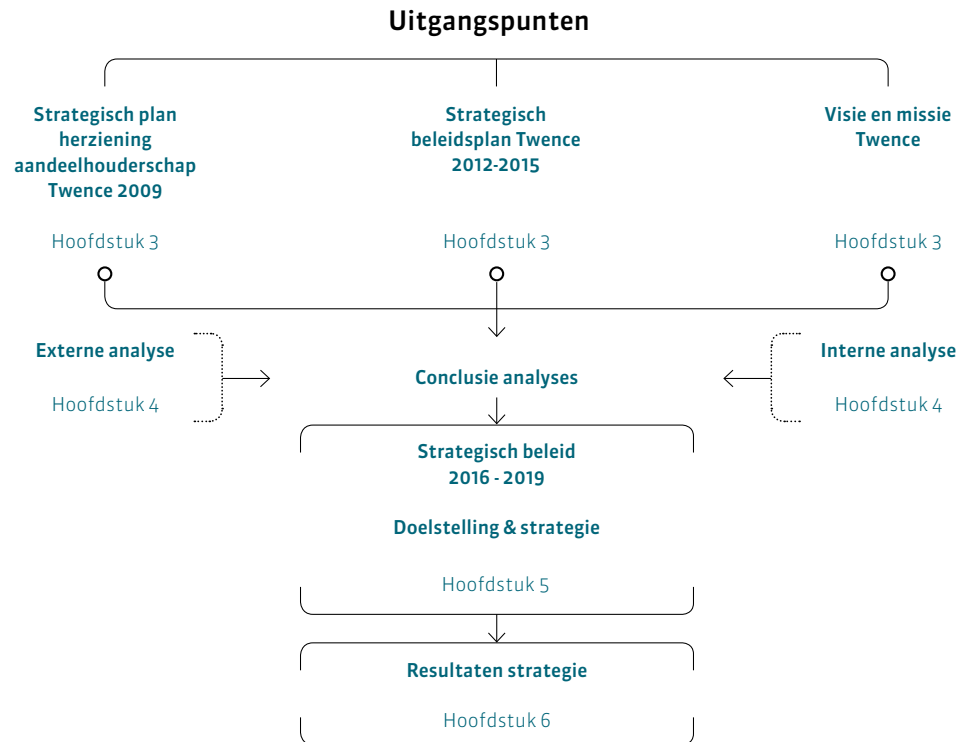 Uitgangspunten
Strategisch plan
herziening
aandeelhouderschap
Twence 2009
Hoofdstuk 3
Strategisch
beleidsplan Twence
2012-2015
Hoofdstuk 3
Visie en missie
Twence
Hoofdstuk 3
Externe analyse
Hoofdstuk 4
Conclusie analyses
Interne analyse
Hoofdstuk 4
Strategisch beleid
2016 - 2019
Doelstelling & strategie
Hoofdstuk 5
Resultaten strategie
Hoofdstuk 6